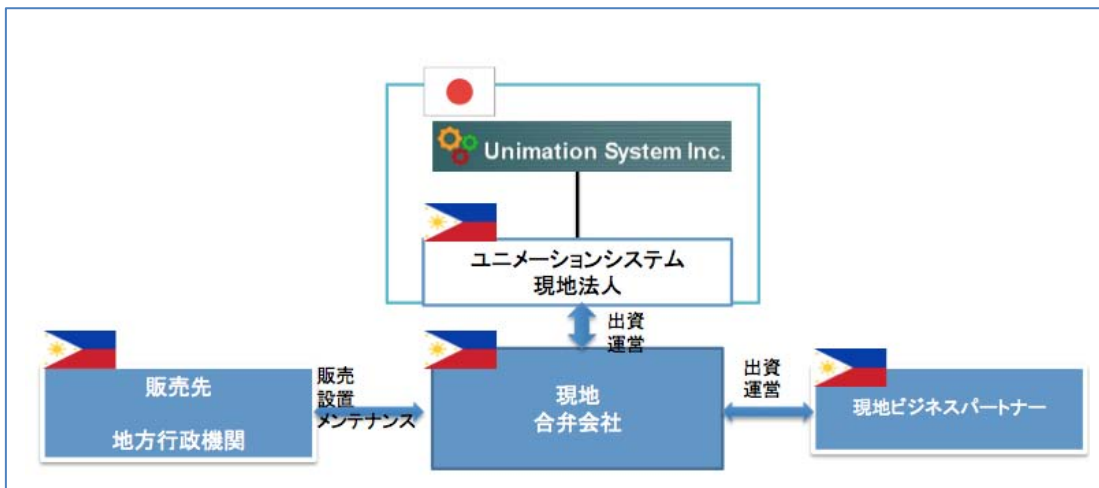 Unimation System Inc.
ユニメーションシステム
現地法人
出資
運営
販売先
地方行政機関
販売
設置
メンテナンス
現地
合弁会社
出資
運営
現地ビジネスパートナー